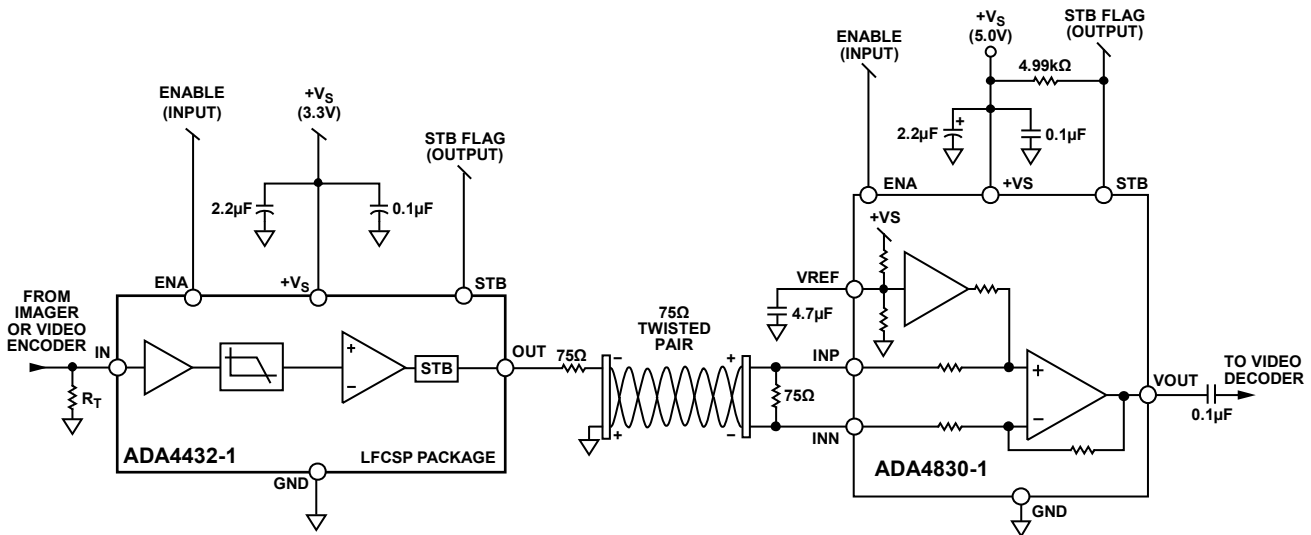 ENABLE
(INPUT)
+VS
(3.3V)
STB FLAG
(OUTPUT)
2.2µF
0.1µF
ENA
+VS
STB
FROM
IMAGER
OR VIDEO
ENCODER
IN
RT
STB
OUT
75Ω
ADA4432-1
LFCSP PACKAGE
GND
75Ω
TWISTED
PAIR
–
+
+
–
+
–
75Ω
ENABLE
(INPUT)
+VS
(5.0V)
STB FLAG
(OUTPUT)
4.99kΩ
2.2µF
+
0.1µF
ENA
+VS
STB
+VS
VREF
4.7µF
INP
INN
+
–
VOUT
TO VIDEO
DECODER
0.1µF
ADA4830-1
GND